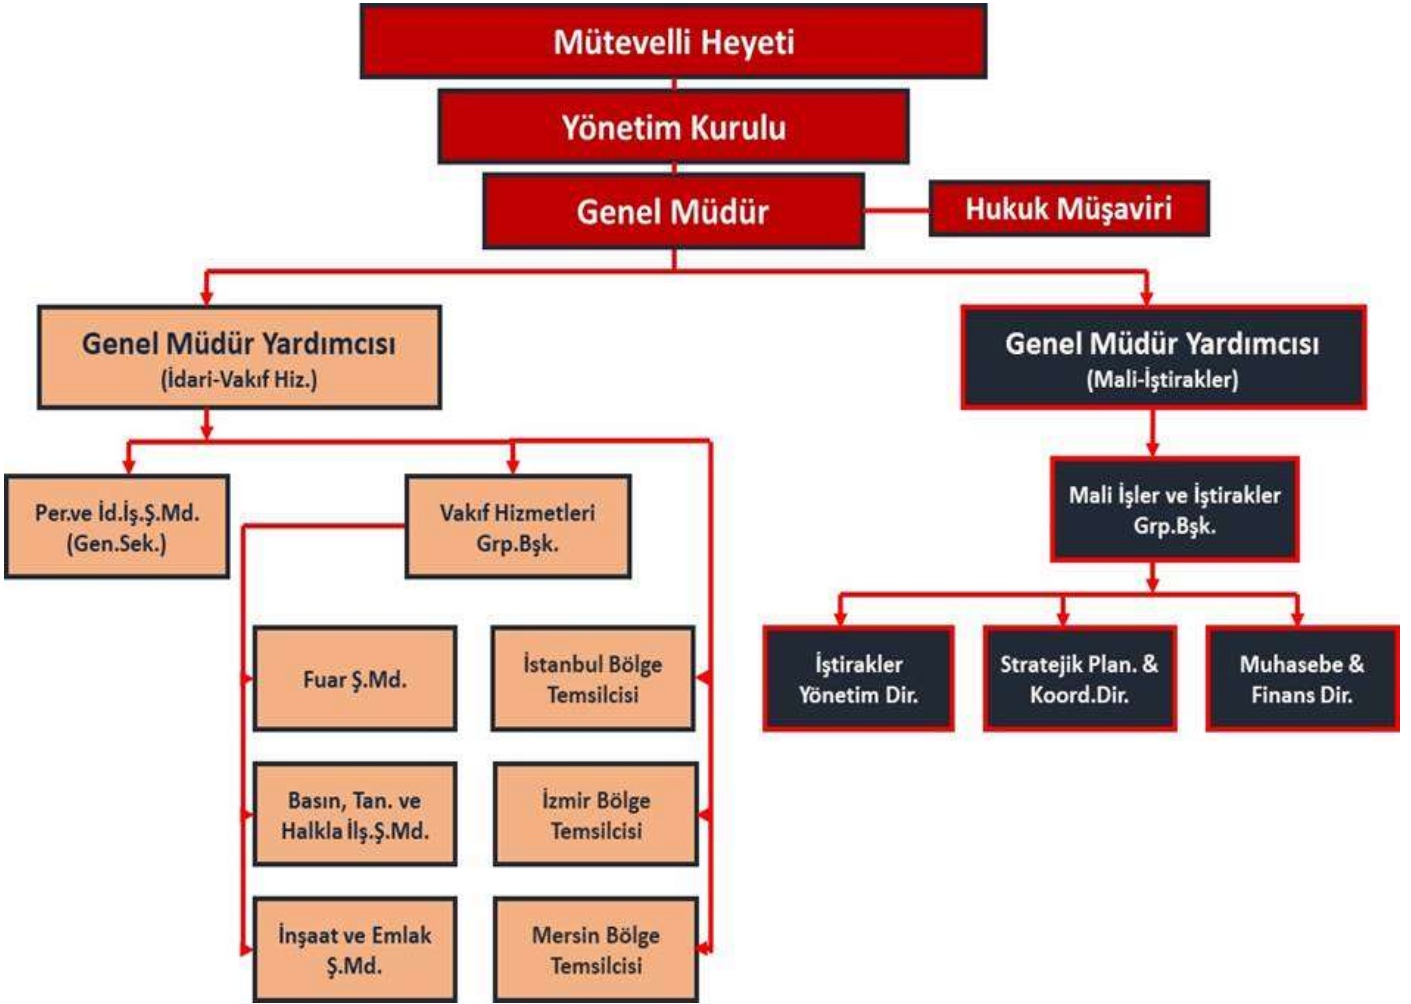 Mütevelli Heyeti
Yönetim Kurulu
Genel Müdür
Hukuk Müşaviri
Genel Müdür Yardımcısı
(İdari-Vakıf Hiz.)
Genel Müdür Yardımcısı
(Mali-İştirakler)
Per.ve İd.İş.Ş.Md.
(Gen.Sek.)
Vakıf Hizmetleri
Grp.Bşk.
Mali İşler ve İştirakler
Grp.Bşk.
Fuar Ş.Md.
İstanbul Bölge
Temsilcisi
İştirakler
Yönetim Dir.
Stratejik Plan. &
Koord.Dir.
Muhasebe &
Finans Dir.
Basın, Tan. ve
Halkla İlş.Ş.Md.
İzmir Bölge
Temsilcisi
İnşaat ve Emlak
Ş.Md.
Mersin Bölge
Temsilcisi